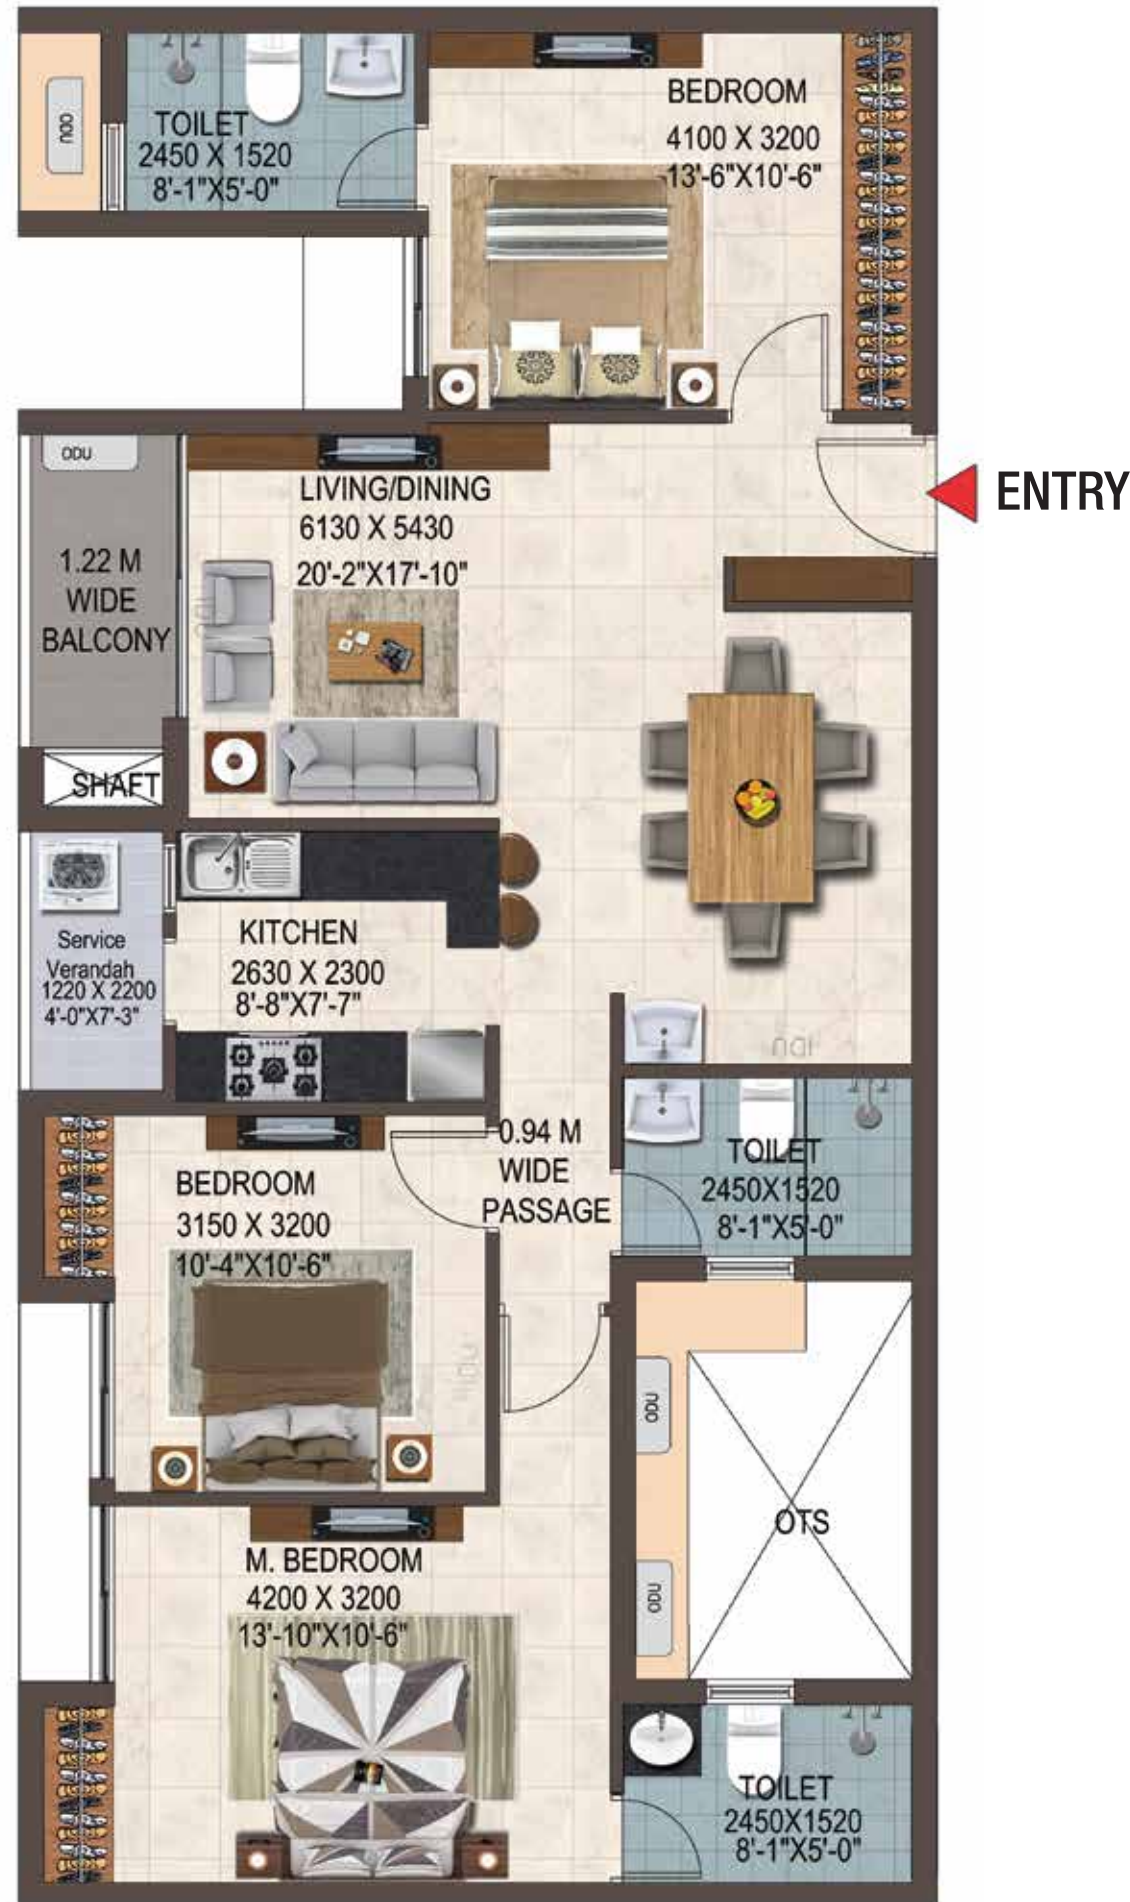 ODU
TOILET
2450 X 1520
8'-1"X5'-0"
BEDROOM
4100 X 3200
13'-6"X10'-6"
ODU
1.22 M
WIDE
BALCONY
LIVING/DINING
6130 X 5430
20'-2"X17'-10"
ENTRY
SHAFT
Service
Verandah
1220 X 2200
4'-0"X7'-3"
KITCHEN
2630 X 2300
8'-8"X7'-7"
IDU
0.94 M
WIDE
PASSAGE
TOILET
2450X1520
8'-1"X5'-0"
BEDROOM
3150 X 3200
10'-4"X10'-6"
IDU
ODU
OTS
ODU
M. BEDROOM
4200 X 3200
13'-10"X10'-6"
TOILET
2450X1520
8'-1"X5'-0"